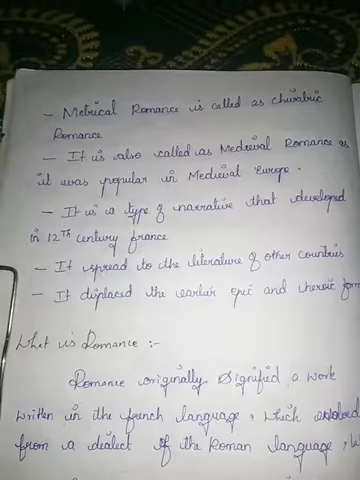 - Metrical Romance is called as chivalric
Romance
- It is also called as Medieval Romance as
it was popular in Medieval Europe.
- It is a type of narrative that developed
in 12Th century france
- It spread to the literature of other countries
- It displaced the earlier epic and heroic form
What is Romance :-
Romance originally signified a work
written in the french language, which
from a dialect of the Roman language,